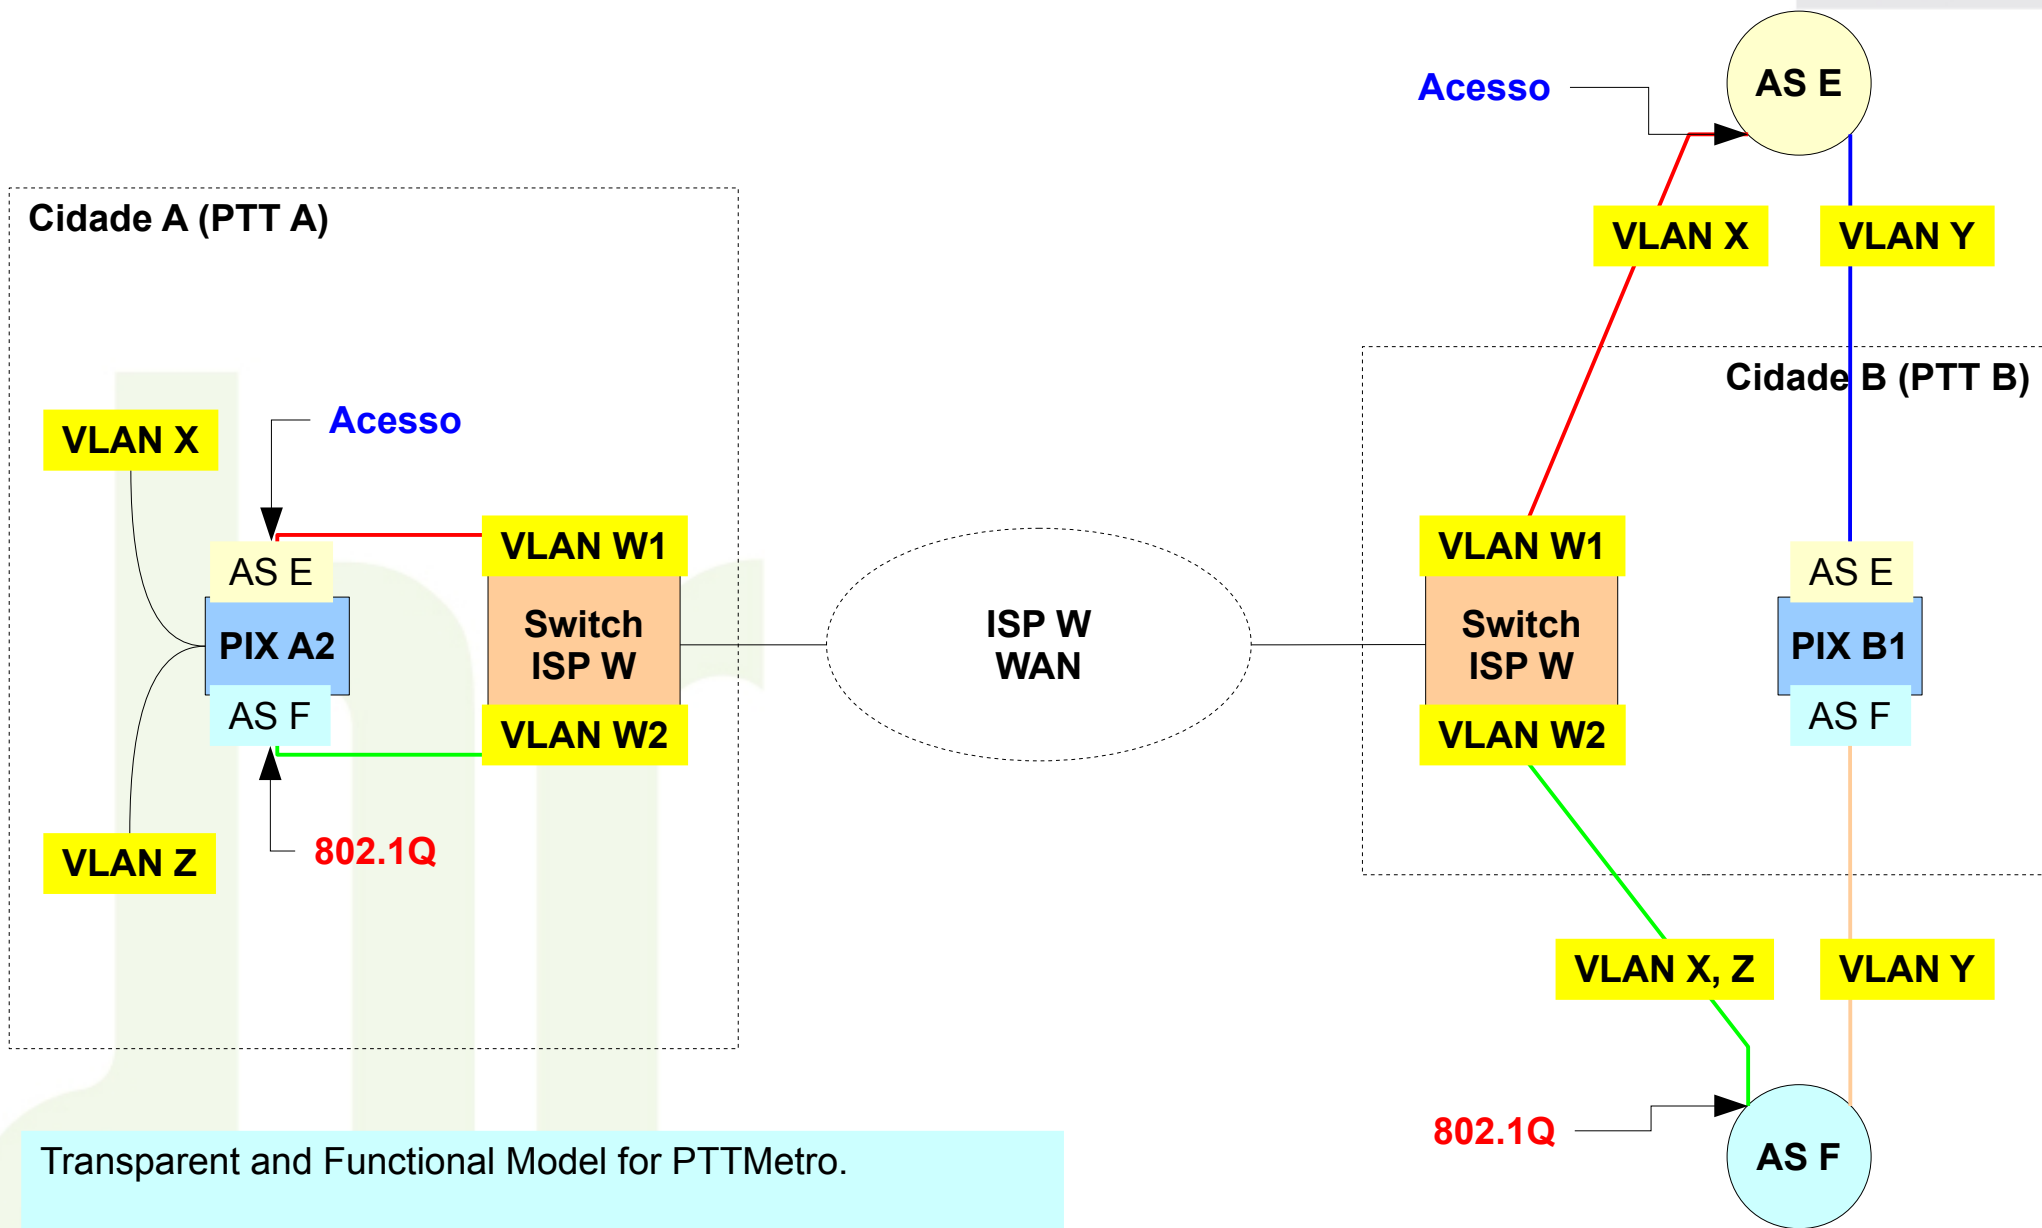 AS E
Acesso
VLAN X
VLAN Y
Cidade A (PTT A)
Cidade B (PTT B)
VLAN X
Acesso
AS E
PIX A2
AS F
VLAN Z
802.1Q
VLAN W1
Switch
ISP W
VLAN W2
ISP W
WAN
VLAN W1
Switch
ISP W
VLAN W2
AS E
PIX B1
AS F
VLAN X, Z
VLAN Y
802.1Q
AS F
Transparent and Functional Model for PTTMetro.